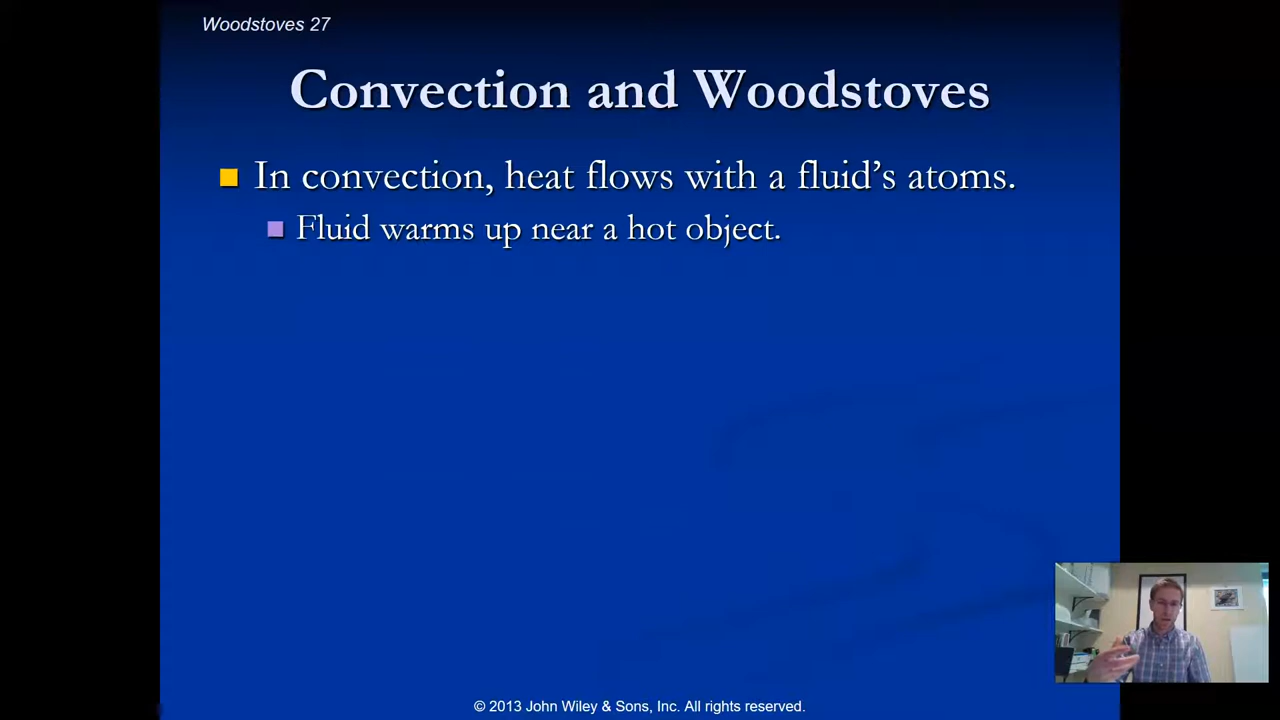 Woodstoves 27
Convection and Woodstoves
In convection, heat flows with a fluid’s atoms.
Fluid warms up near a hot object.
© 2013 John Wiley & Sons, Inc. All rights reserved.